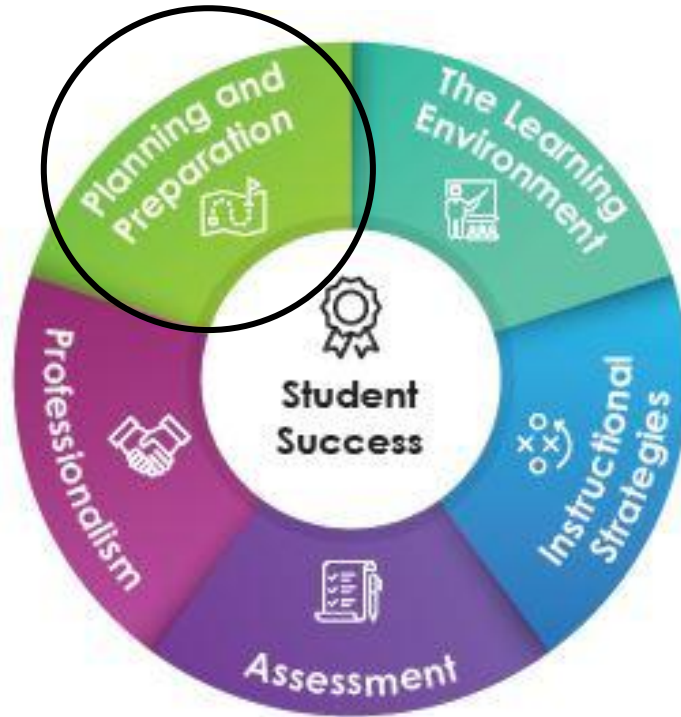 Planning and
Preparation
The Learning
Environment
Instructional
Strategies
Assessment
Professionalism
Student
Success